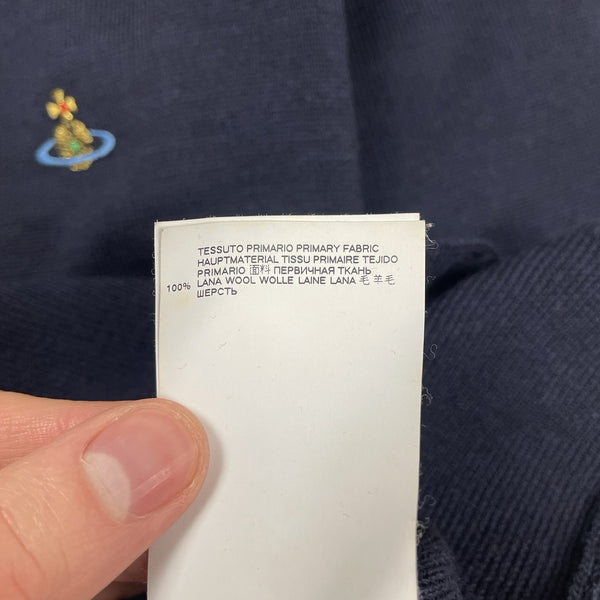 TESSUTO PRIMARIO PRIMARY FABRIC
HAUPTMATERIAL TISSU PRIMAIRE TEJIDO
PRIMARIO 面料 ПЕРВИЧНАЯ ТКАНЬ
100% LANA WOOL WOLLE LAINE LANA 毛 羊毛
ШЕРСТЬ